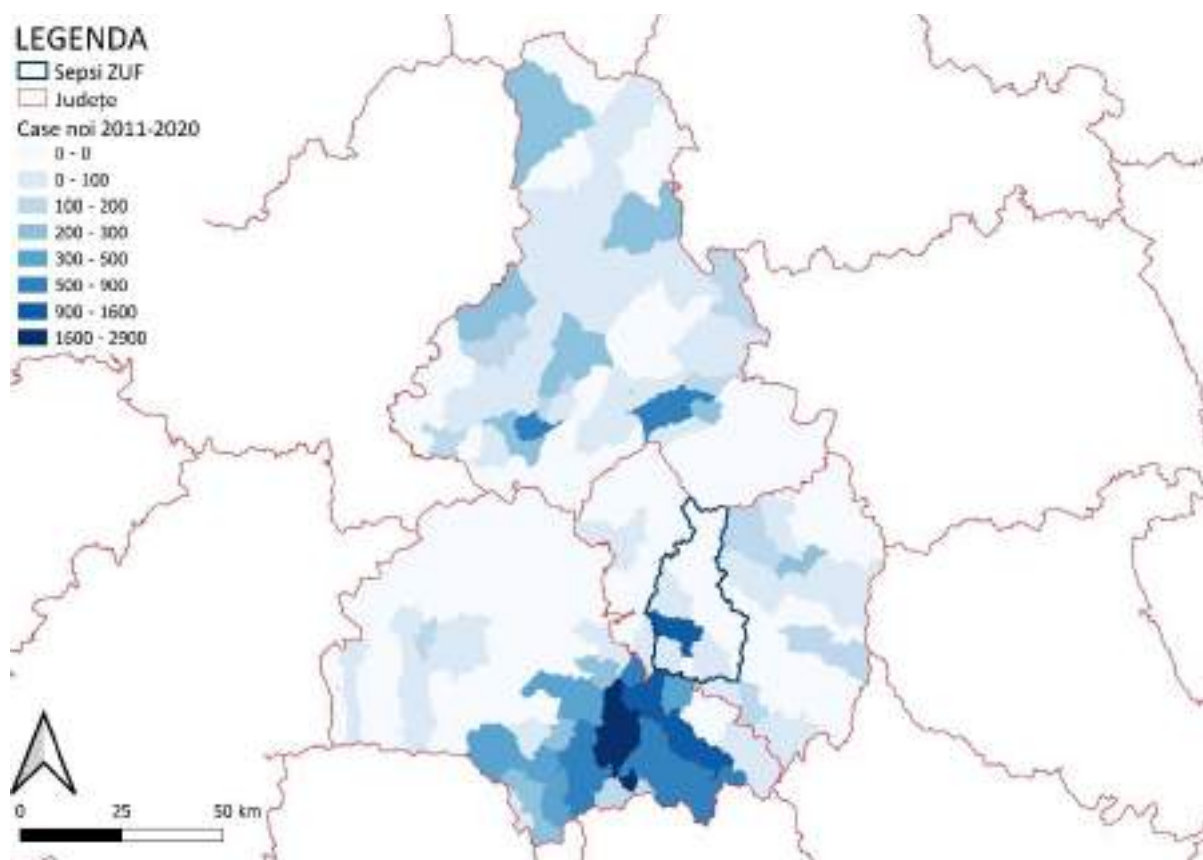 LEGENDA
Sepsi ZUF
Județe
Case noi 2011-2020
0 - 0
0 - 100
100 - 200
200 - 300
300 - 500
500 - 900
900 - 1600
1600 - 2900
0 25 50 km